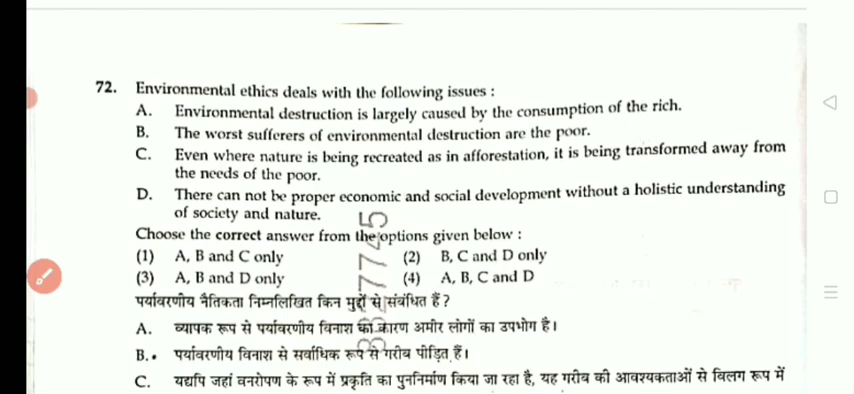 72. Environmental ethics deals with the following issues :
A. Environmental destruction is largely caused by the consumption of the rich.
B. The worst sufferers of environmental destruction are the poor.
C. Even where nature is being recreated as in afforestation, it is being transformed away from
the needs of the poor.
D. There can not be proper economic and social development without a holistic understanding
of society and nature.
Choose the correct answer from the options given below :
(1) A, B and C only (2) B, C and D only
(3) A, B and D only (4) A, B, C and D
पर्यावरणीय नैतिकता निम्नलिखित किन मुद्दों से संबंधित हैं ?
A. व्यापक रूप से पर्यावरणीय विनाश का कारण अमीर लोगों का उपभोग है।
B. पर्यावरणीय विनाश से सर्वाधिक रूप से गरीब पीड़ित हैं।
C. यद्यपि जहां वनरोपण के रूप में प्रकृति का पुनर्निर्माण किया जा रहा है, यह गरीब की आवश्यकताओं से विलग रूप में